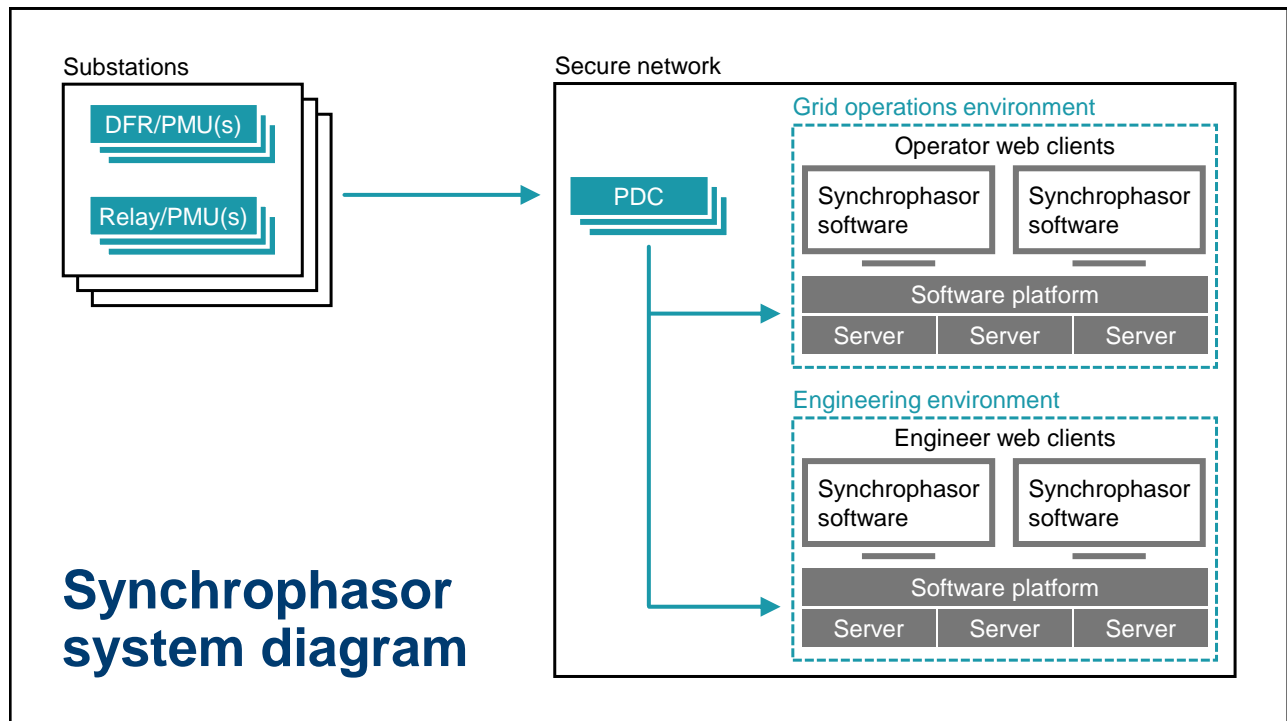 Substations
DFR/PMU(s)
Relay/PMU(s)
Secure network
PDC
Grid operations environment
Operator web clients
Synchrophasor
software
Synchrophasor
software
Software platform
Server
Server
Server
Engineering environment
Engineer web clients
Synchrophasor
software
Synchrophasor
software
Software platform
Server
Server
Server
Synchrophasor
system diagram